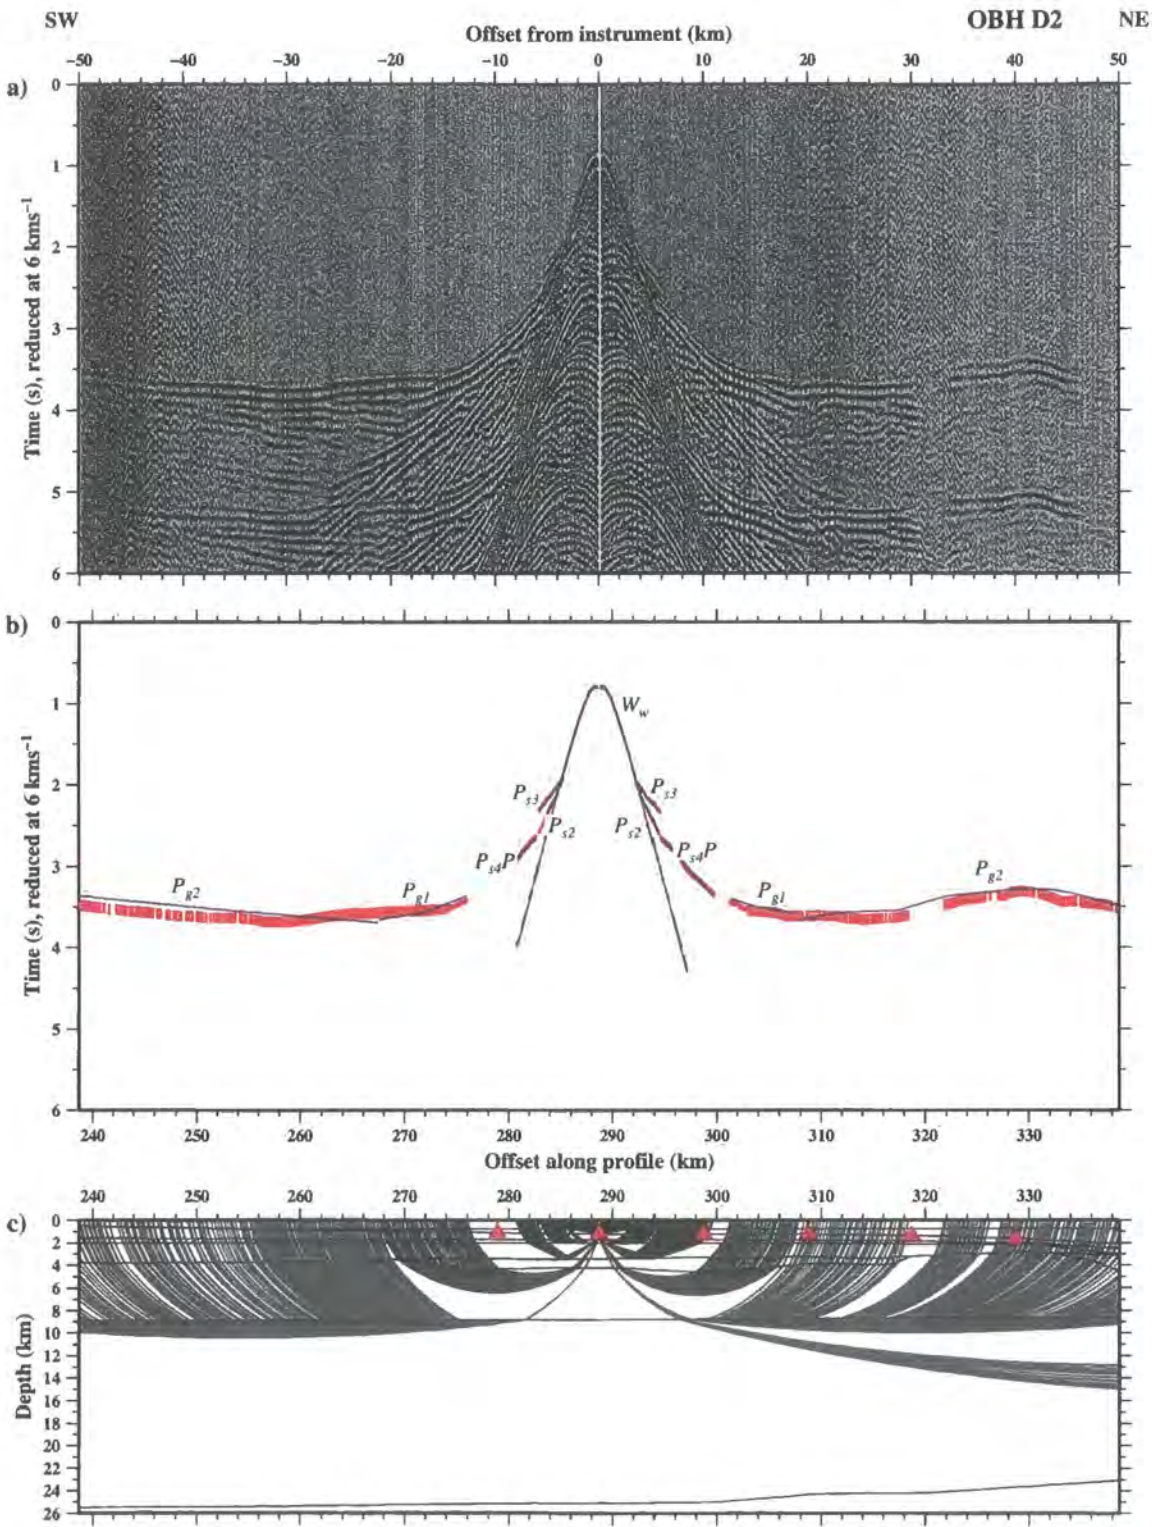 SW OBH D2 NE
Offset from instrument (km)
−50 −40 −30 −20 −10 0 10 20 30 40 50
a)
0
1
2
3
4
5
6
Time (s), reduced at 6 kms⁻¹
b)
0
1
2
3
4
5
6
Time (s), reduced at 6 kms⁻¹
W_w
P_s3 P_s3
P_s2 P_s2
P_s4P P_s4P
P_g2 P_g1 P_g1 P_g2
240 250 260 270 280 290 300 310 320 330
Offset along profile (km)
240 250 260 270 280 290 300 310 320 330
c)
0
2
4
6
8
10
12
14
16
18
20
22
24
26
Depth (km)